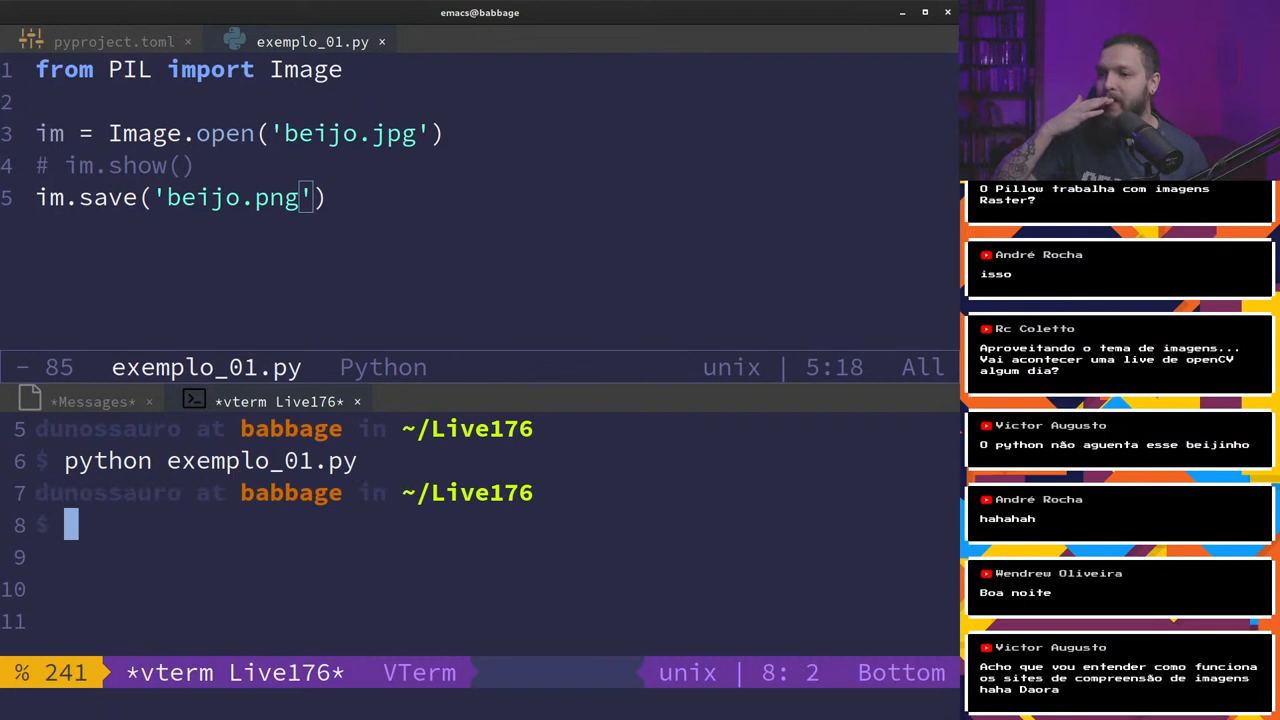 emacs@babbage
pyproject.toml ×
exemplo_01.py ×
1 from PIL import Image
2
3 im = Image.open('beijo.jpg')
4 # im.show()
5 im.save('beijo.png')
- 85 exemplo_01.py Python unix | 5:18 All
*Messages* ×
*vterm Live176* ×
5 dunossauro at babbage in ~/Live176
6 $ python exemplo_01.py
7 dunossauro at babbage in ~/Live176
8 $
9
10
11
% 241 *vterm Live176* VTerm unix | 8: 2 Bottom
O Pillow trabalha com imagens
Raster?
André Rocha
isso
Rc Coletto
Aproveitando o tema de imagens...
Vai acontecer uma live de openCV
algum dia?
Victor Augusto
O python não aguenta esse beijinho
André Rocha
hahahah
Wendrew Oliveira
Boa noite
Victor Augusto
Acho que vou entender como funciona
os sites de compreensão de imagens
haha Daora